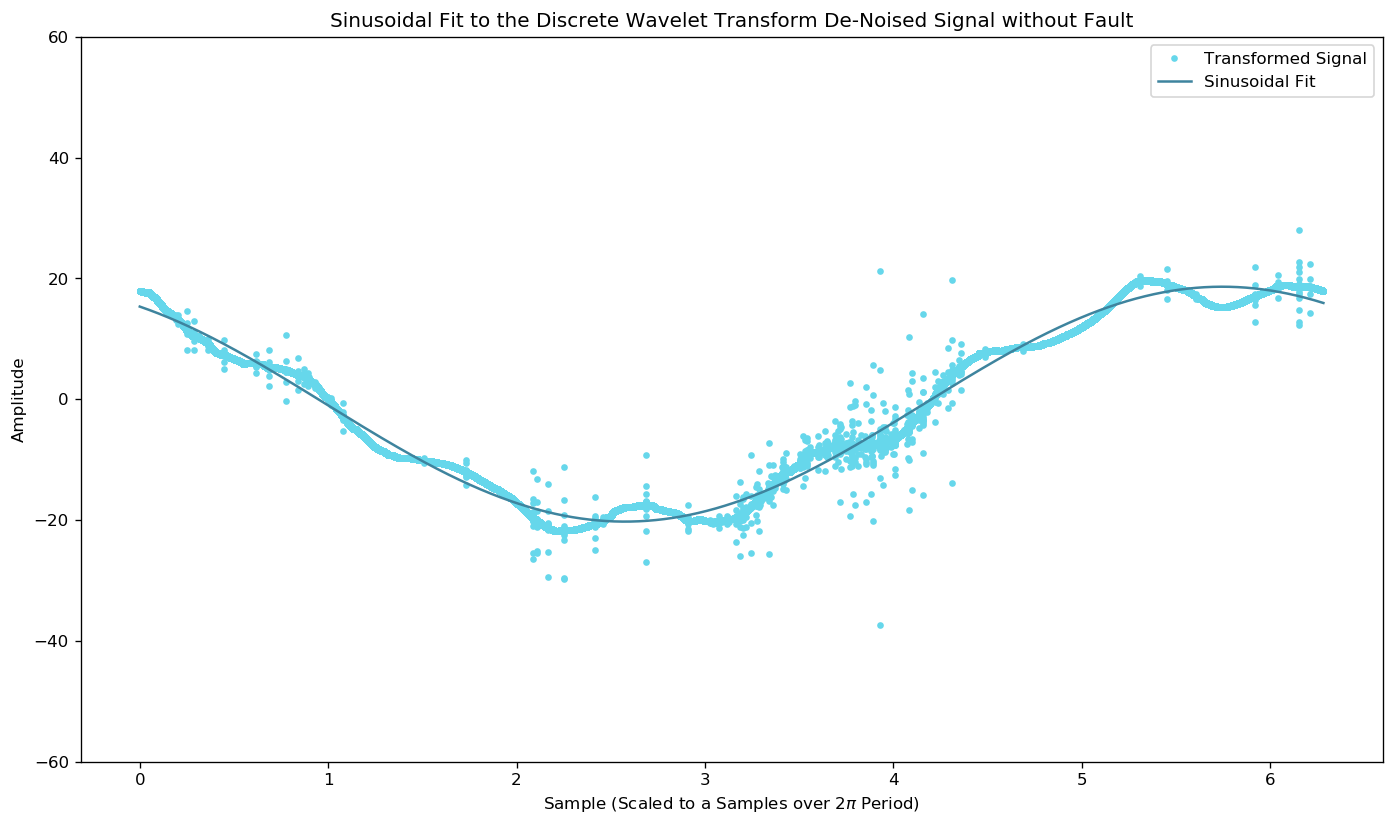 Sinusoidal Fit to the Discrete Wavelet Transform De-Noised Signal without Fault
Transformed Signal
Sinusoidal Fit
Amplitude
60
40
20
0
−20
−40
−60
0 1 2 3 4 5 6
Sample (Scaled to a Samples over 2π Period)